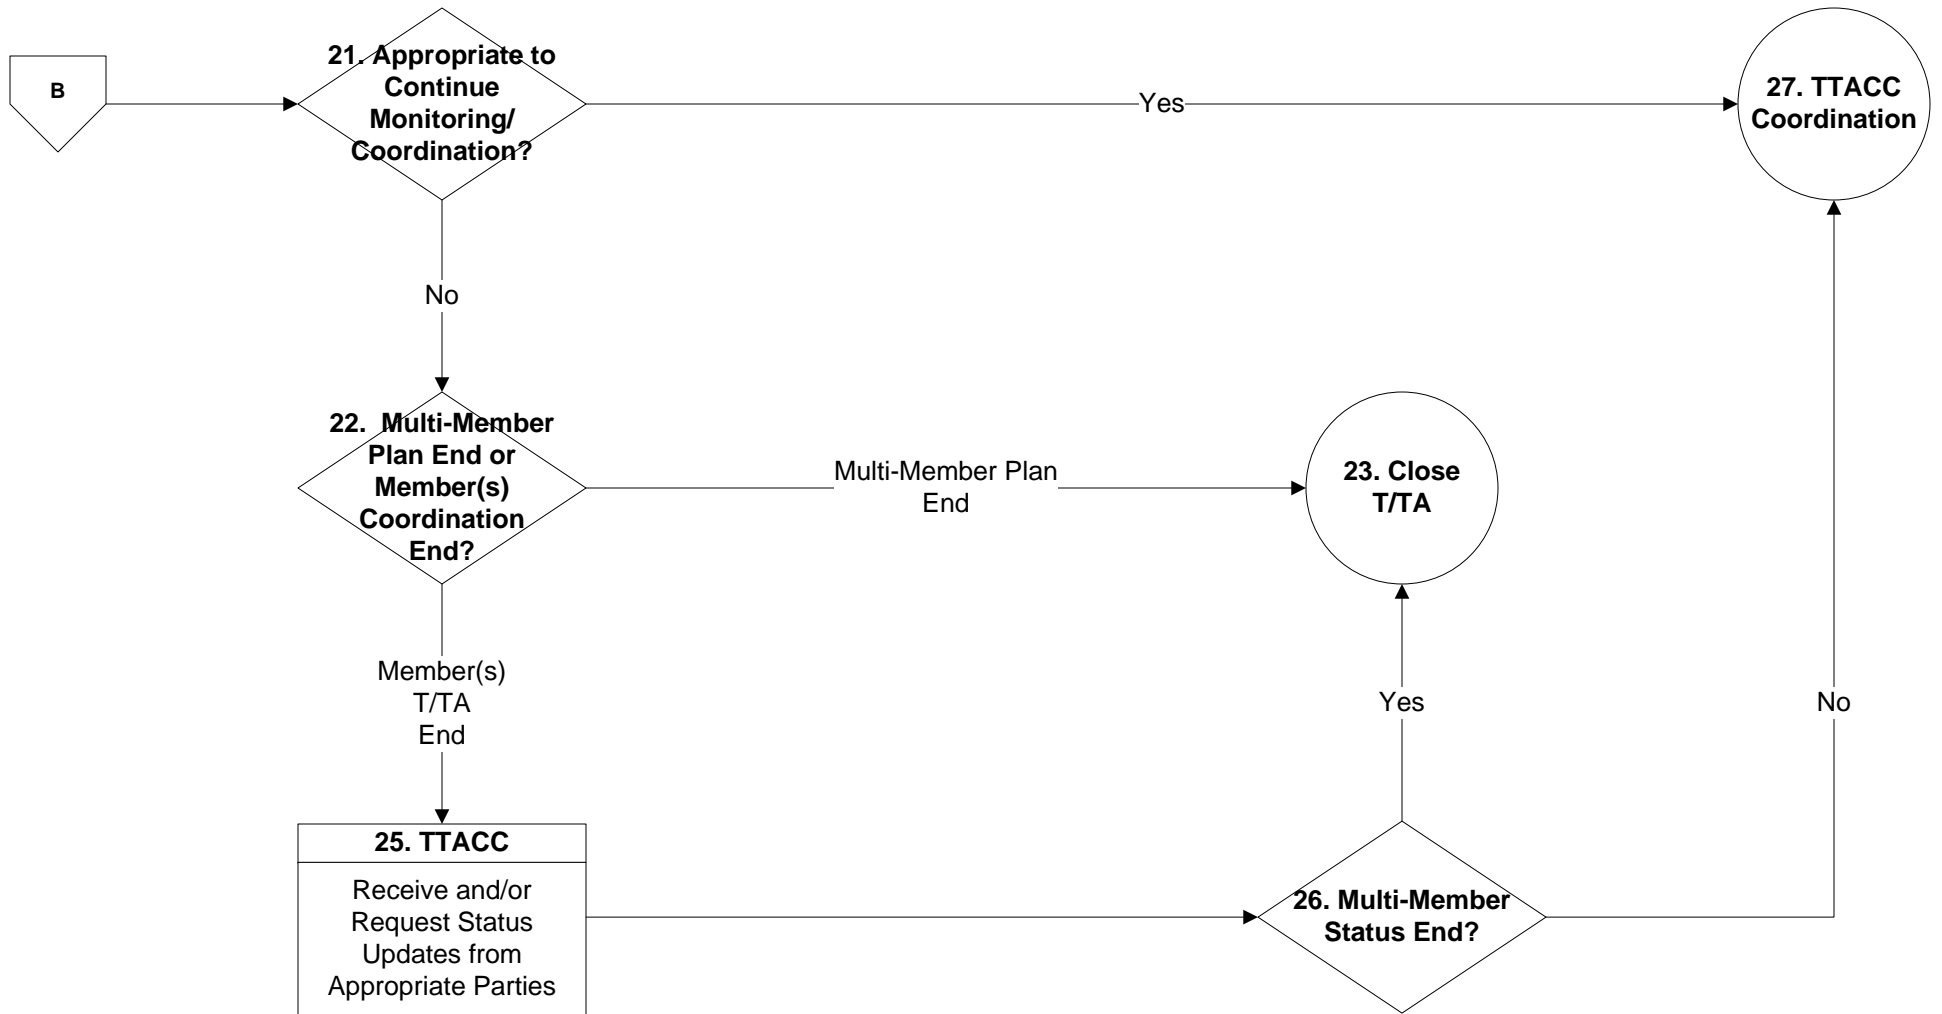 B
21. Appropriate to
Continue
Monitoring/
Coordination?
Yes
27. TTACC
Coordination
No
22.  Multi-Member
Plan End or
Member(s)
Coordination
End?
Multi-Member Plan
End
23. Close
T/TA
Member(s)
T/TA
End
Yes
No
25. TTACC
Receive and/or
Request Status
Updates from
Appropriate Parties
26. Multi-Member
Status End?